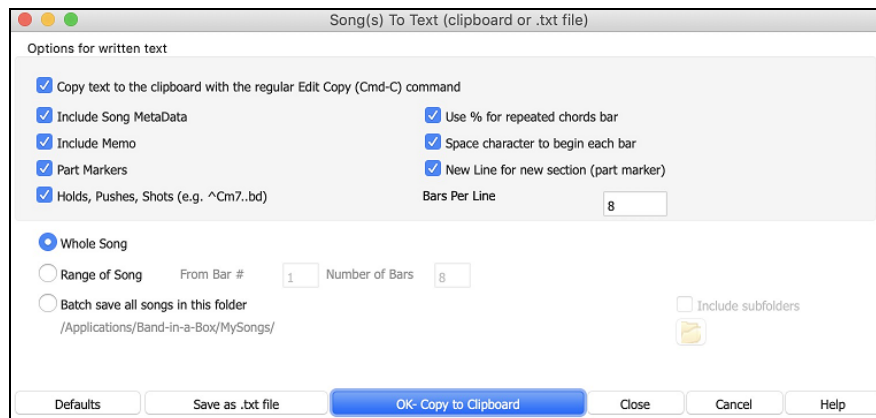 Song(s) To Text (clipboard or .txt file)
Options for written text
Copy text to the clipboard with the regular Edit Copy (Cmd-C) command
Include Song MetaData
Use % for repeated chords bar
Include Memo
Space character to begin each bar
Part Markers
New Line for new section (part marker)
Holds, Pushes, Shots (e.g. ^Cm7..bd)
Bars Per Line 8
Whole Song
Range of Song From Bar # 1 Number of Bars 8
Batch save all songs in this folder
Include subfolders
/Applications/Band-in-a-Box/MySongs/
Defaults Save as .txt file OK- Copy to Clipboard Close Cancel Help